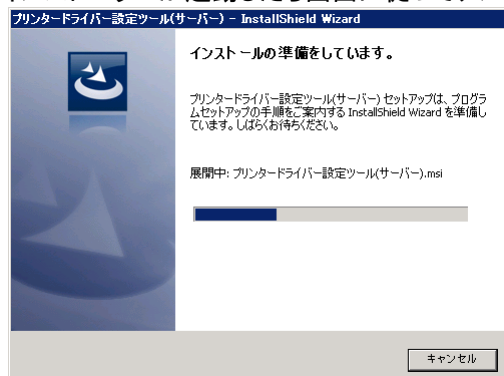 プリンタードライバー設定ツール(サーバー) - InstallShield Wizard
インストールの準備をしています。
プリンタードライバー設定ツール(サーバー) セットアップは、プログラ
ムセットアップの手順をご案内する InstallShield Wizard を準備し
ています。しばらくお待ちください。
展開中: プリンタードライバー設定ツール(サーバー).msi
キャンセル